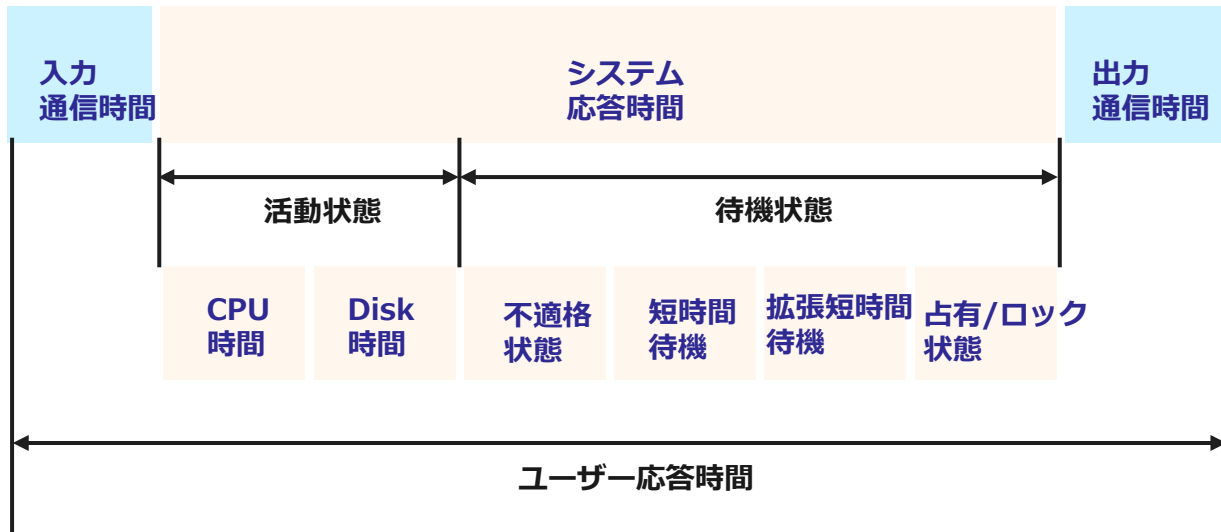 入力
通信時間
システム
応答時間
出力
通信時間
活動状態
待機状態
CPU
時間
Disk
時間
不適格
状態
短時間
待機
拡張短時間
待機
占有/ロック
状態
ユーザー応答時間